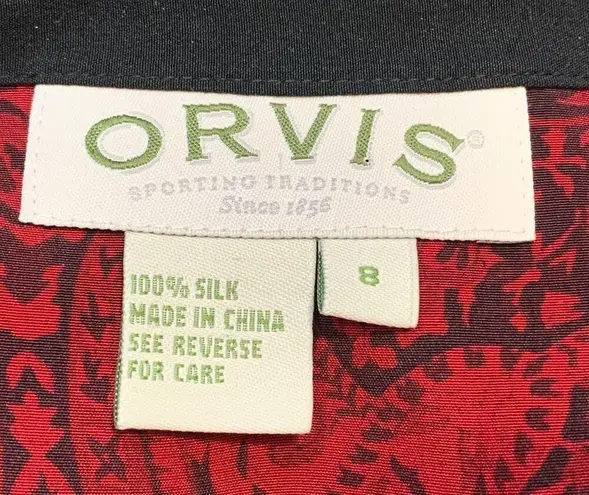 ORVIS®
SPORTING TRADITIONS
Since 1856
8
100% SILK
MADE IN CHINA
SEE REVERSE
FOR CARE